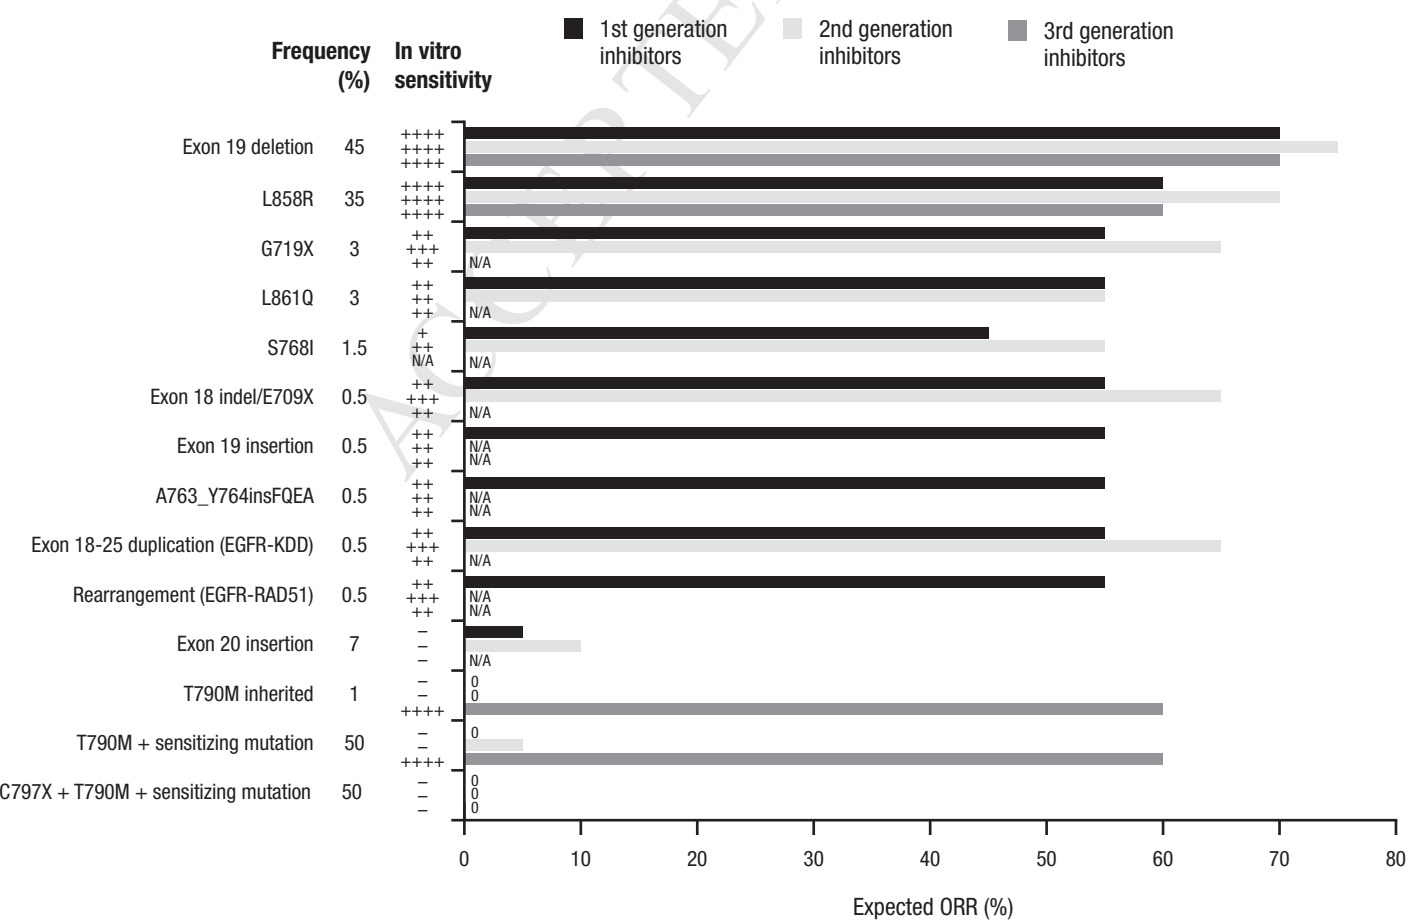 1st generation inhibitors
2nd generation inhibitors
3rd generation inhibitors
Frequency (%)
In vitro sensitivity
Exon 19 deletion 45 ++++
++++
++++
L858R 35 ++++
++++
++++
G719X 3 ++
+++
++ N/A
L861Q 3 ++
++
++ N/A
S768I 1.5 +
++
N/A N/A
Exon 18 indel/E709X 0.5 ++
+++
++ N/A
Exon 19 insertion 0.5 ++
++ N/A
++ N/A
A763_Y764insFQEA 0.5 ++
++ N/A
++ N/A
Exon 18-25 duplication (EGFR-KDD) 0.5 ++
+++
++ N/A
Rearrangement (EGFR-RAD51) 0.5 ++
+++ N/A
++ N/A
Exon 20 insertion 7 –
–
– N/A
T790M inherited 1 – 0
– 0
++++
T790M + sensitizing mutation 50 – 0
–
++++
C797X + T790M + sensitizing mutation 50 – 0
– 0
– 0
0 10 20 30 40 50 60 70 80
Expected ORR (%)
ACCEPTE